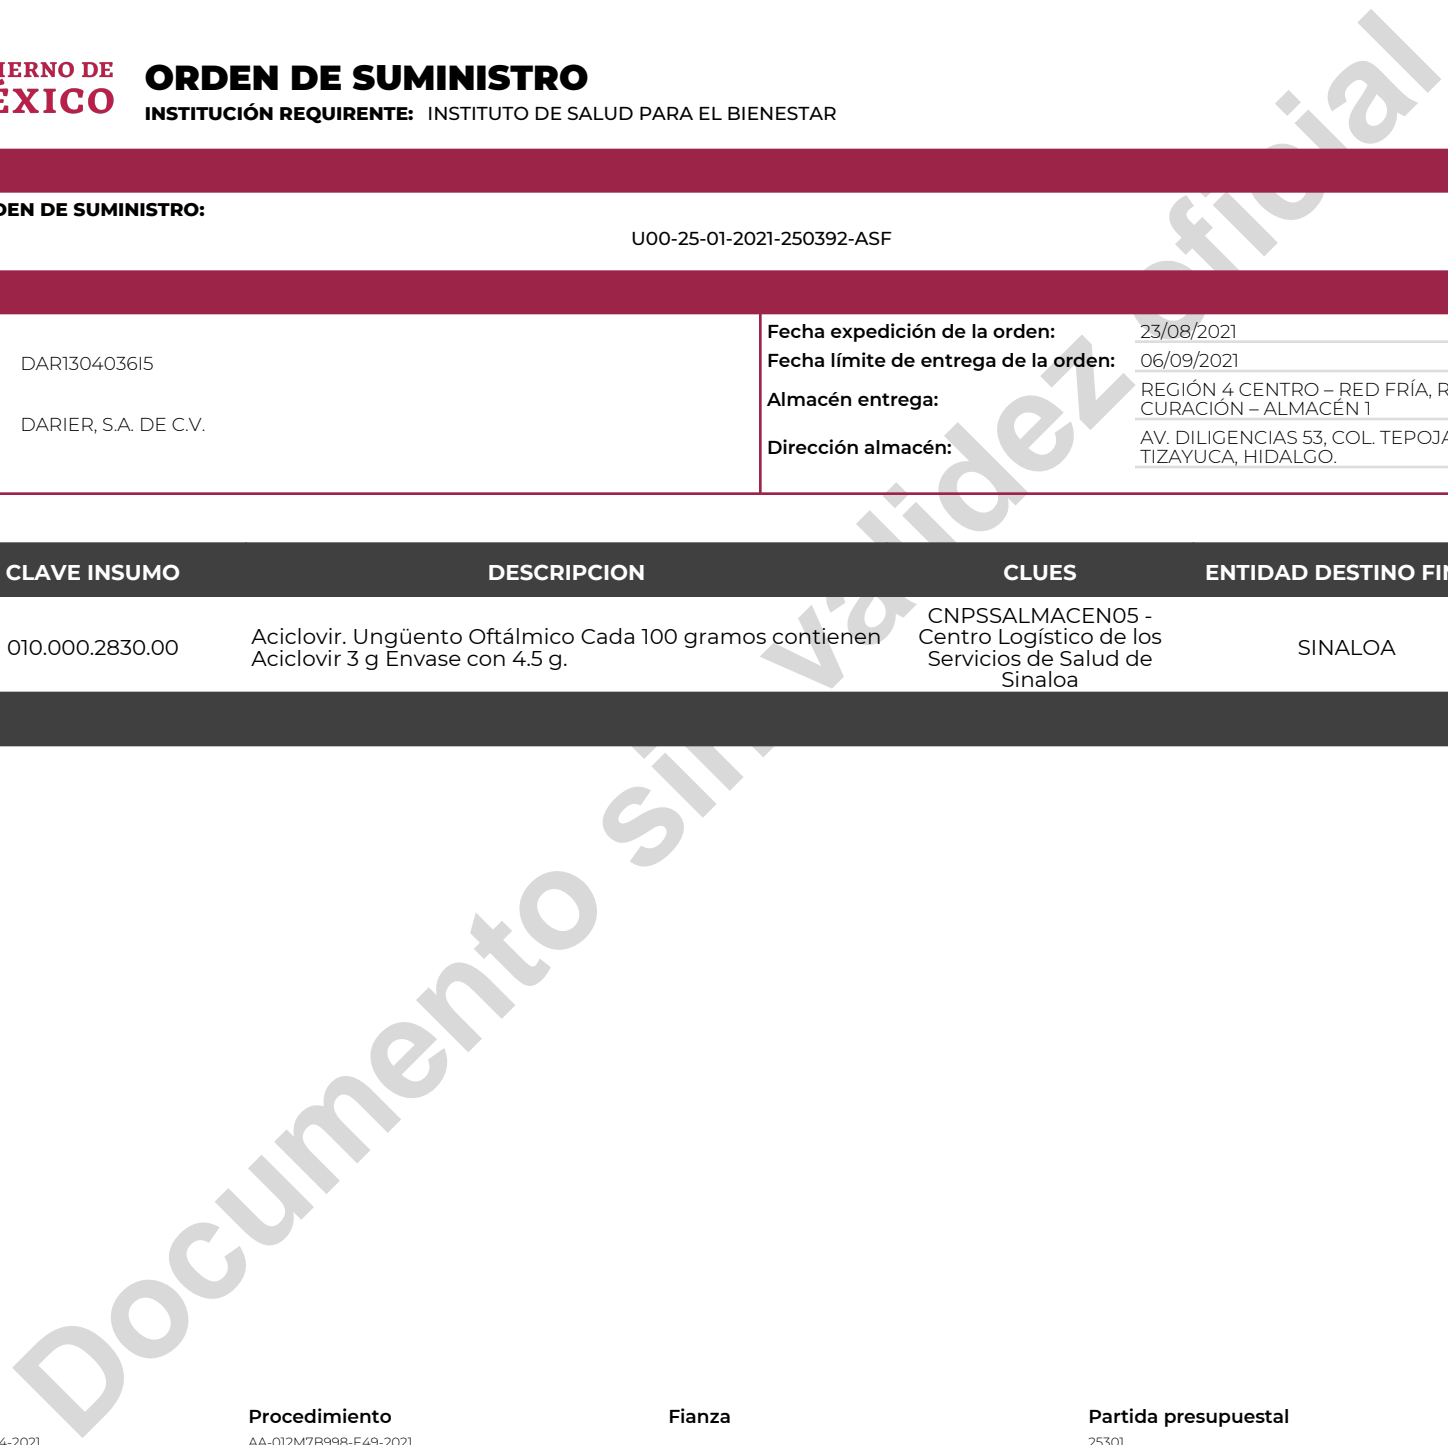 IERNO DE
ÉXICO
ORDEN DE SUMINISTRO
INSTITUCIÓN REQUIRENTE: INSTITUTO DE SALUD PARA EL BIENESTAR
DEN DE SUMINISTRO:
U00-25-01-2021-250392-ASF
DAR1304036I5
DARIER, S.A. DE C.V.
Fecha expedición de la orden: 23/08/2021
Fecha límite de entrega de la orden: 06/09/2021
Almacén entrega: REGIÓN 4 CENTRO – RED FRÍA, R
CURACIÓN – ALMACÉN 1
Dirección almacén: AV. DILIGENCIAS 53, COL. TEPOJA
TIZAYUCA, HIDALGO.
CLAVE INSUMO DESCRIPCION CLUES ENTIDAD DESTINO FIN
010.000.2830.00
Aciclovir. Ungüento Oftálmico Cada 100 gramos contienen
Aciclovir 3 g Envase con 4.5 g.
CNPSSALMACEN05 -
Centro Logístico de los
Servicios de Salud de
Sinaloa
SINALOA
Documento sin validez oficial
Procedimiento Fianza Partida presupuestal
4-2021 AA-012M7B998-E49-2021 25301